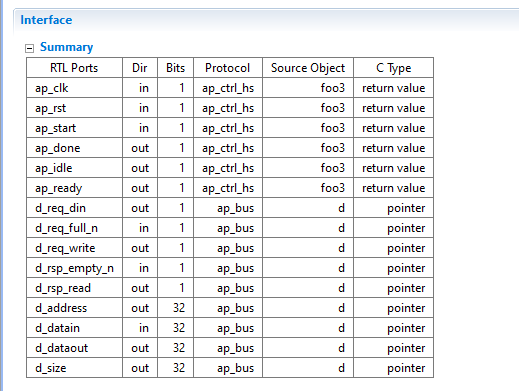 Interface
Summary
RTL Ports Dir Bits Protocol Source Object C Type
ap_clk in 1 ap_ctrl_hs foo3 return value
ap_rst in 1 ap_ctrl_hs foo3 return value
ap_start in 1 ap_ctrl_hs foo3 return value
ap_done out 1 ap_ctrl_hs foo3 return value
ap_idle out 1 ap_ctrl_hs foo3 return value
ap_ready out 1 ap_ctrl_hs foo3 return value
d_req_din out 1 ap_bus d pointer
d_req_full_n in 1 ap_bus d pointer
d_req_write out 1 ap_bus d pointer
d_rsp_empty_n in 1 ap_bus d pointer
d_rsp_read out 1 ap_bus d pointer
d_address out 32 ap_bus d pointer
d_datain in 32 ap_bus d pointer
d_dataout out 32 ap_bus d pointer
d_size out 32 ap_bus d pointer